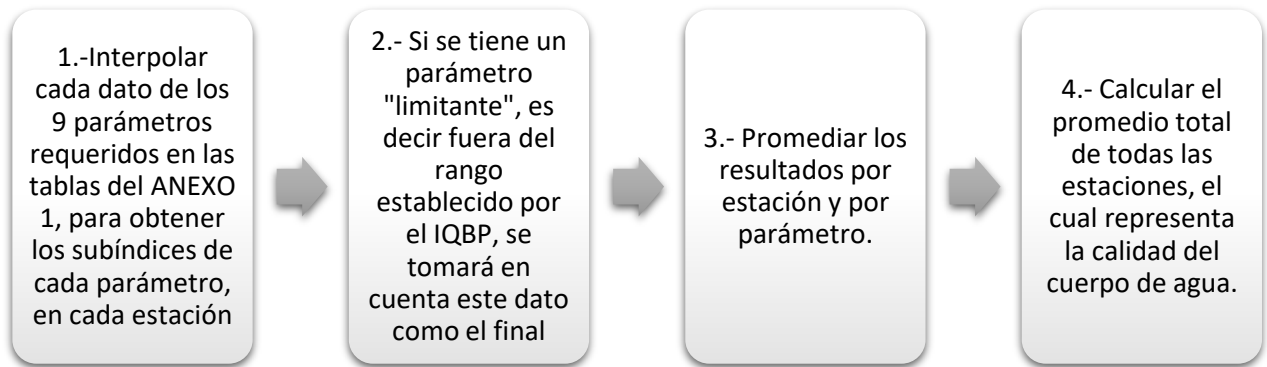 1.-Interpolar
cada dato de los
9 parámetros
requeridos en las
tablas del ANEXO
1, para obtener
los subíndices de
cada parámetro,
en cada estación
2.- Si se tiene un
parámetro
"limitante", es
decir fuera del
rango
establecido por
el IQBP, se
tomará en
cuenta este dato
como el final
3.- Promediar los
resultados por
estación y por
parámetro.
4.- Calcular el
promedio total
de todas las
estaciones, el
cual representa
la calidad del
cuerpo de agua.